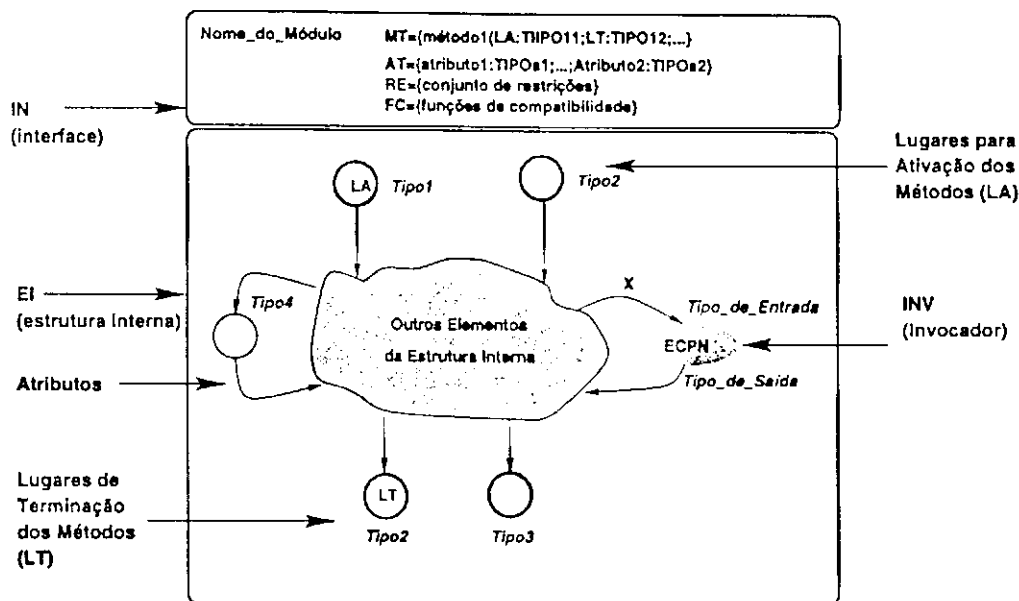 Nome_do_Módulo
MT={método1(LA:TIIPO11;LT:TIPO12;...}
AT={atributo1:TIPOa1;...;Atributo2:TIPOa2}
RE={conjunto de restrições}
FC={funções de compatibilidade}
IN
(interface)
Lugares para
Ativação dos
Métodos (LA)
LA
Tipo1
Tipo2
EI
(estrutura Interna)
Tipo4
X
Tipo_de_Entrada
Outros Elementos
da Estrutura Interna
ECPN
Tipo_de_Saída
INV
(Invocador)
Atributos
Lugares de
Terminação
dos Métodos
(LT)
LT
Tipo2
Tipo3